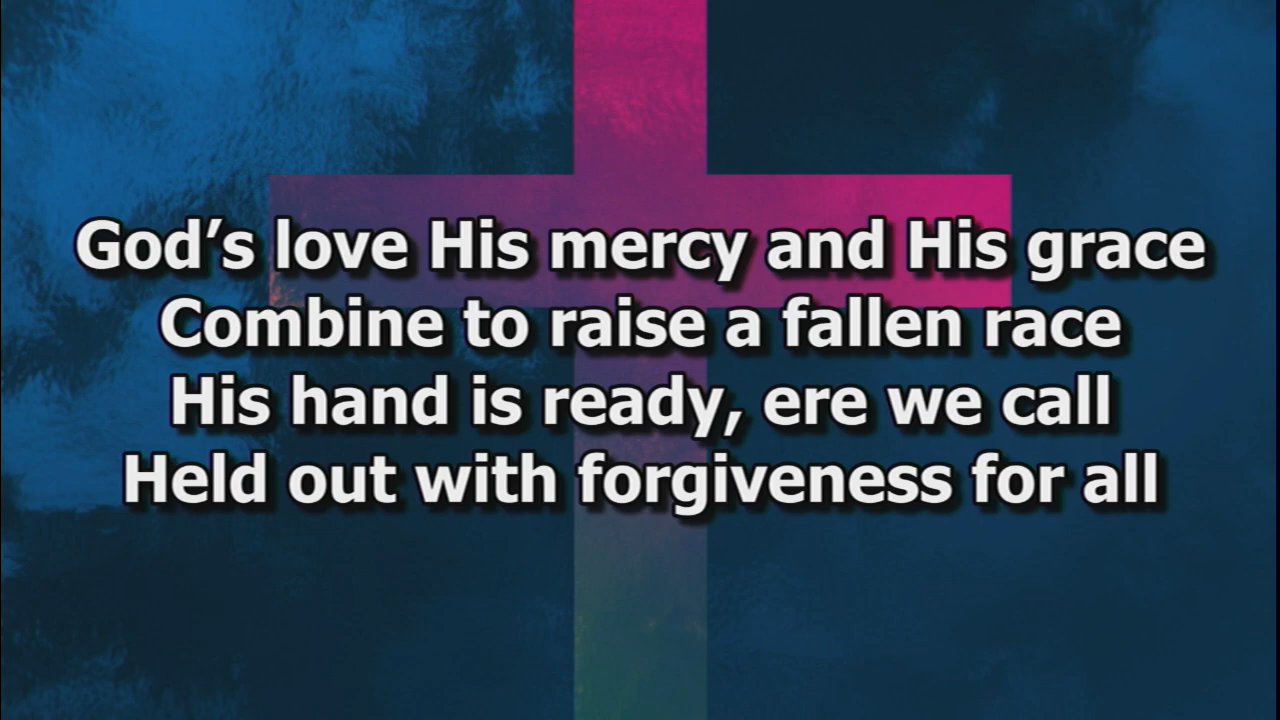 God’s love His mercy and His grace
Combine to raise a fallen race
His hand is ready, ere we call
Held out with forgiveness for all